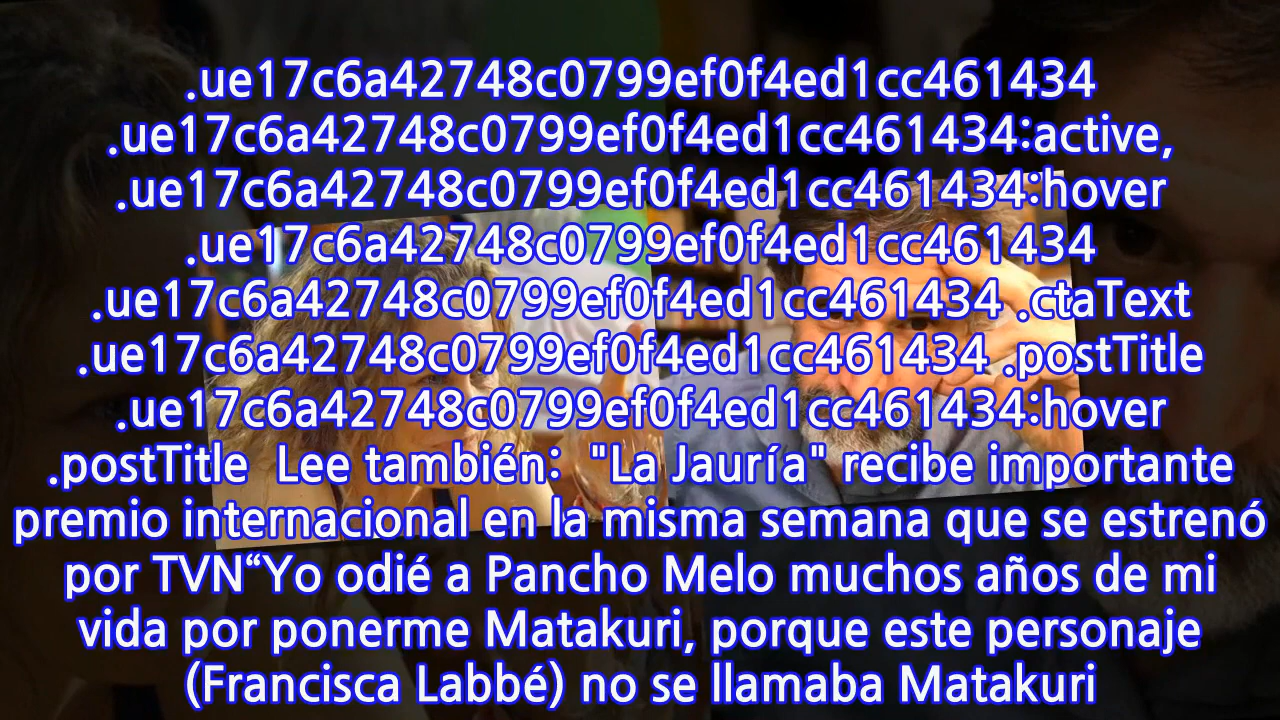 .ue17c6a42748c0799ef0f4ed1cc461434
.ue17c6a42748c0799ef0f4ed1cc461434:active,
.ue17c6a42748c0799ef0f4ed1cc461434:hover
.ue17c6a42748c0799ef0f4ed1cc461434
.ue17c6a42748c0799ef0f4ed1cc461434 .ctaText
.ue17c6a42748c0799ef0f4ed1cc461434 .postTitle
.ue17c6a42748c0799ef0f4ed1cc461434:hover
.postTitle  Lee también:  "La Jauría" recibe importante
premio internacional en la misma semana que se estrenó
por TVN“Yo odié a Pancho Melo muchos años de mi
vida por ponerme Matakuri, porque este personaje
(Francisca Labbé) no se llamaba Matakuri